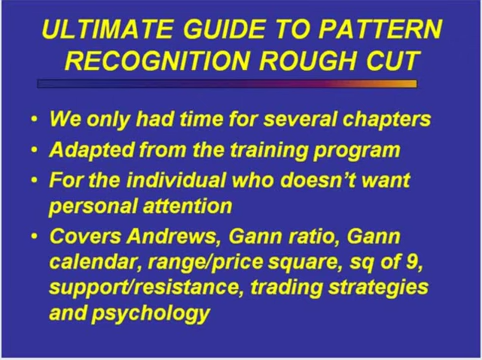 ULTIMATE GUIDE TO PATTERN
RECOGNITION ROUGH CUT
• We only had time for several chapters
• Adapted from the training program
• For the individual who doesn't want
personal attention
• Covers Andrews, Gann ratio, Gann
calendar, range/price square, sq of 9,
support/resistance, trading strategies
and psychology